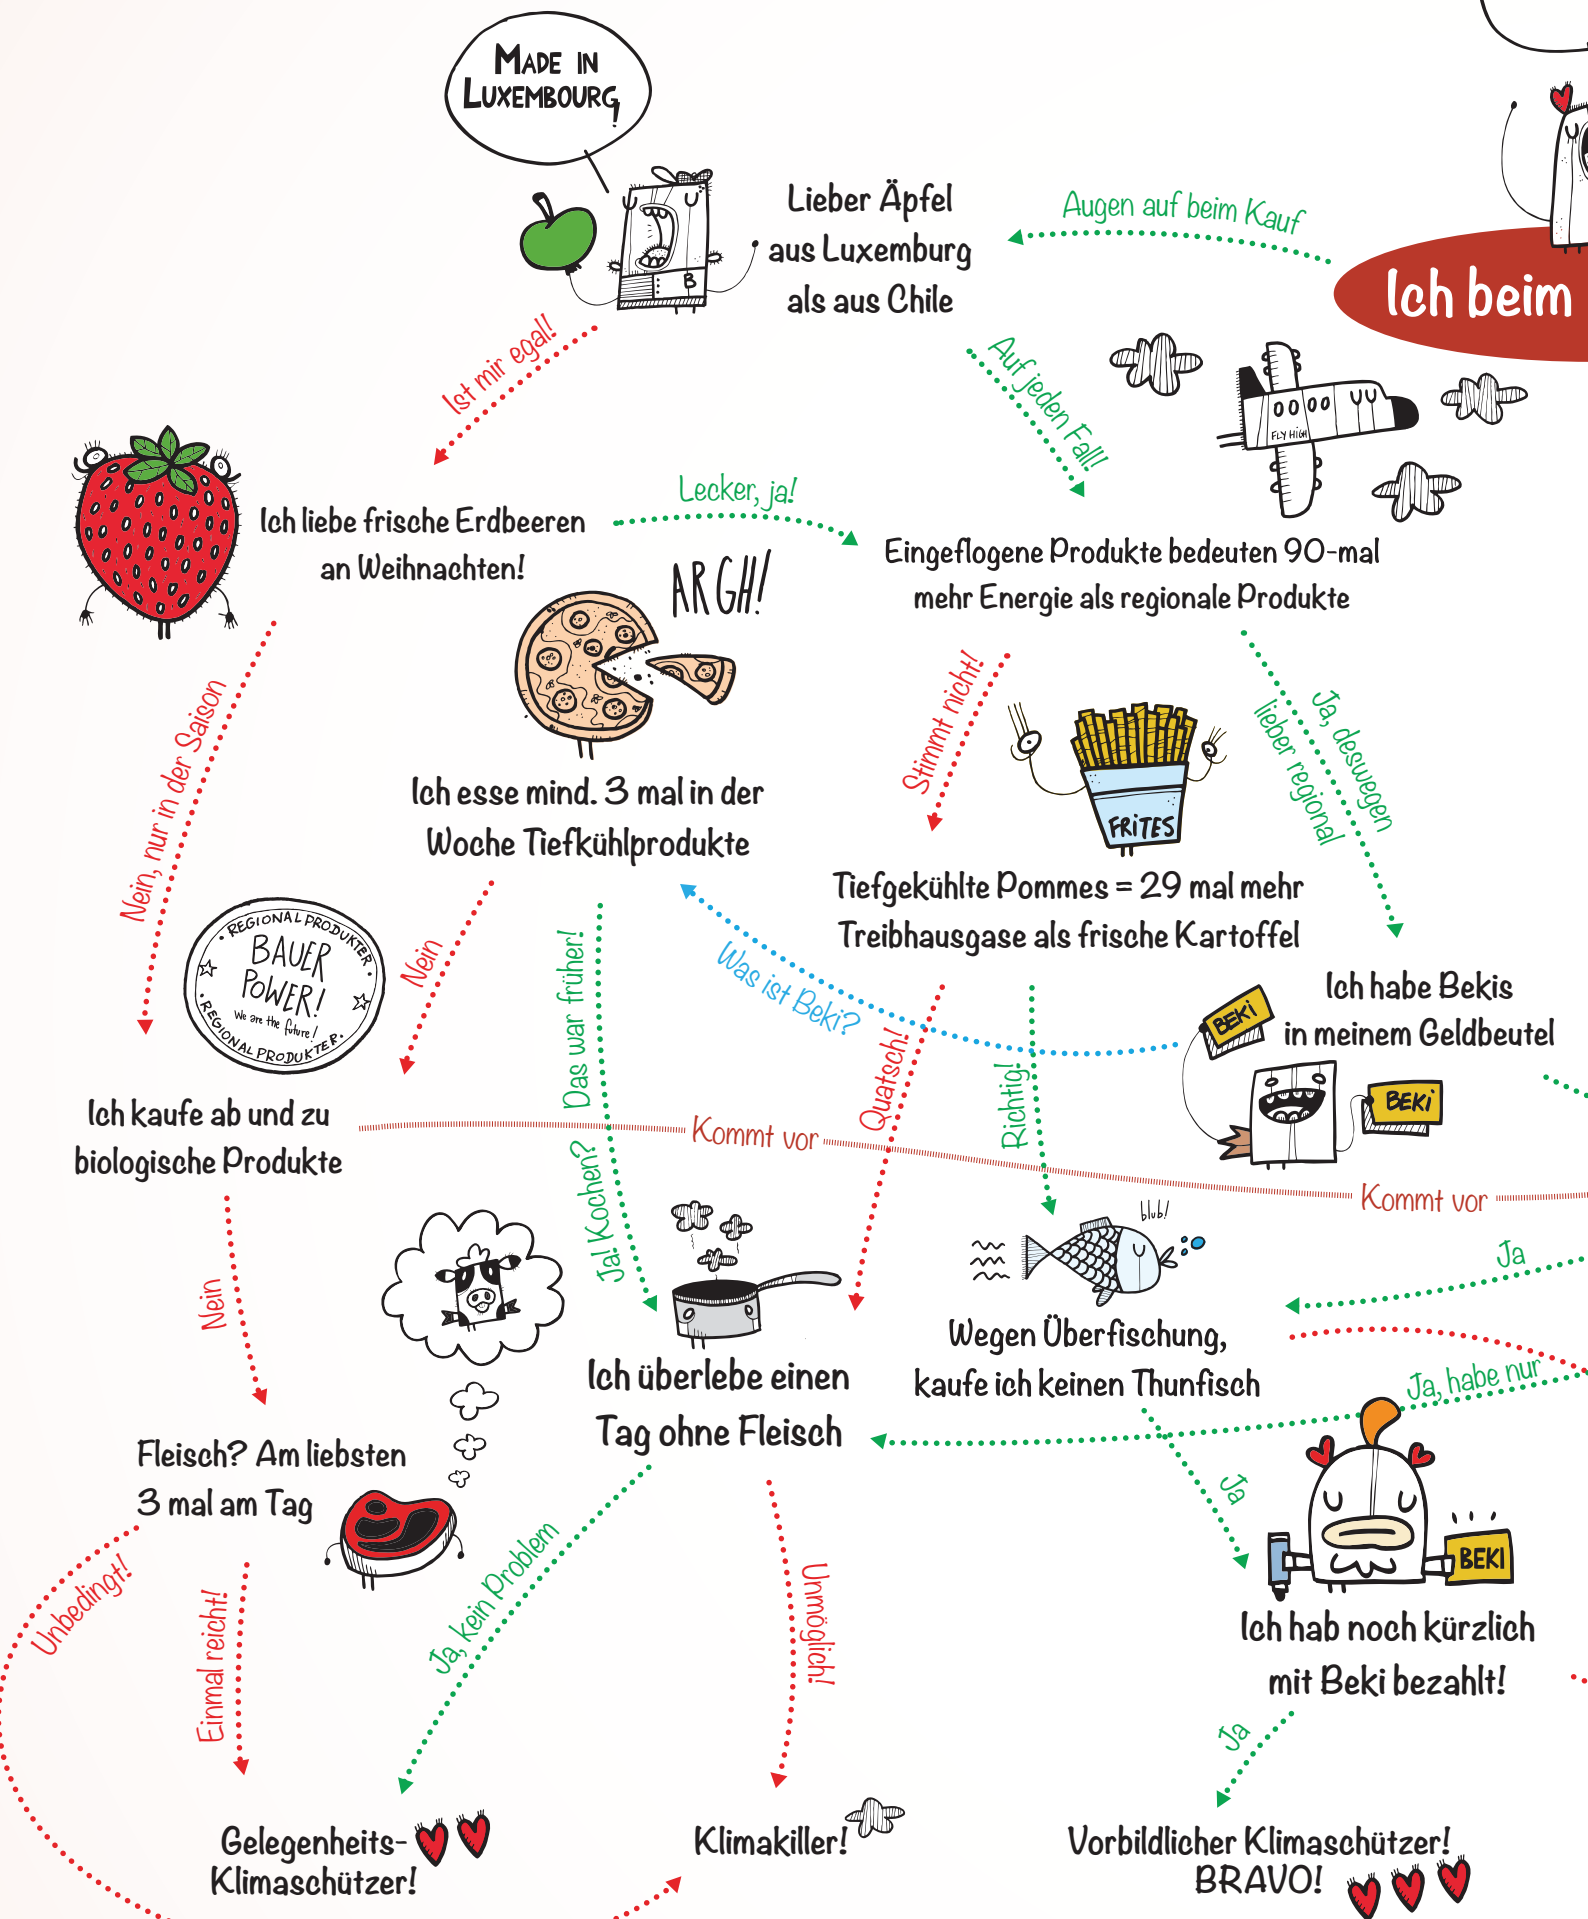 MADE IN
LUXEMBOURG!
Lieber Äpfel
aus Luxemburg
als aus Chile
B
Augen auf beim Kauf
Ich beim
Ist mir egal!
Auf jeden Fall!
FLY HIGH
Lecker, ja!
Ich liebe frische Erdbeeren
an Weihnachten!
ARGH!
Eingeflogene Produkte bedeuten 90-mal
mehr Energie als regionale Produkte
Nein, nur in der Saison
Stimmt nicht!
Ja, deswegen
lieber regional
FRITES
Ich esse mind. 3 mal in der
Woche Tiefkühlprodukte
Tiefgekühlte Pommes = 29 mal mehr
Treibhausgase als frische Kartoffel
REGIONAL PRODUKTER
BAUER
POWER!
We are the future!
REGIONAL PRODUKTER
Nein
Das war früher!
Ja! Kochen?
Was ist Beki?
Quatsch!
Richtig!
Ich habe Bekis
in meinem Geldbeutel
BEKI
BEKI
Ich kaufe ab und zu
biologische Produkte
Kommt vor
Kommt vor
Nein
blub!
Ja
Wegen Überfischung,
kaufe ich keinen Thunfisch
Ich überlebe einen
Tag ohne Fleisch
Ja, habe nur
Fleisch? Am liebsten
3 mal am Tag
Ja
BEKI
Unbedingt!
Einmal reicht!
Ja, kein Problem
Unmöglich!
Ich hab noch kürzlich
mit Beki bezahlt!
Ja
Gelegenheits-
Klimaschützer!
Klimakiller!
Vorbildlicher Klimaschützer!
BRAVO!